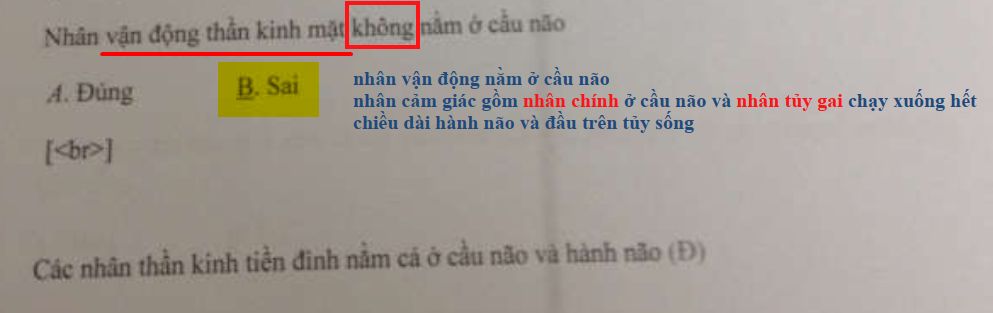 Nhân vận động thần kinh mặt không nằm ở cầu não
A. Đúng
B. Sai
nhân vận động nằm ở cầu não
nhân cảm giác gồm nhân chính ở cầu não và nhân tủy gai chạy xuống hết
chiều dài hành não và đầu trên tủy sống
[<br>]
Các nhân thần kinh tiền đình nằm cả ở cầu não và hành não (Đ)